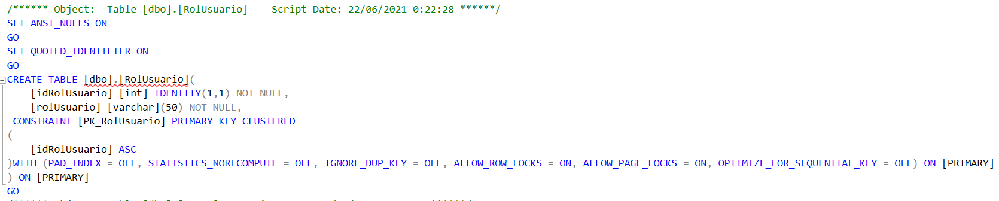 /****** Object:  Table [dbo].[RolUsuario]    Script Date: 22/06/2021 0:22:28 ******/
SET ANSI_NULLS ON
GO
SET QUOTED_IDENTIFIER ON
GO
CREATE TABLE [dbo].[RolUsuario](
    [idRolUsuario] [int] IDENTITY(1,1) NOT NULL,
    [rolUsuario] [varchar](50) NOT NULL,
 CONSTRAINT [PK_RolUsuario] PRIMARY KEY CLUSTERED
(
    [idRolUsuario] ASC
)WITH (PAD_INDEX = OFF, STATISTICS_NORECOMPUTE = OFF, IGNORE_DUP_KEY = OFF, ALLOW_ROW_LOCKS = ON, ALLOW_PAGE_LOCKS = ON, OPTIMIZE_FOR_SEQUENTIAL_KEY = OFF) ON [PRIMARY]
) ON [PRIMARY]
GO